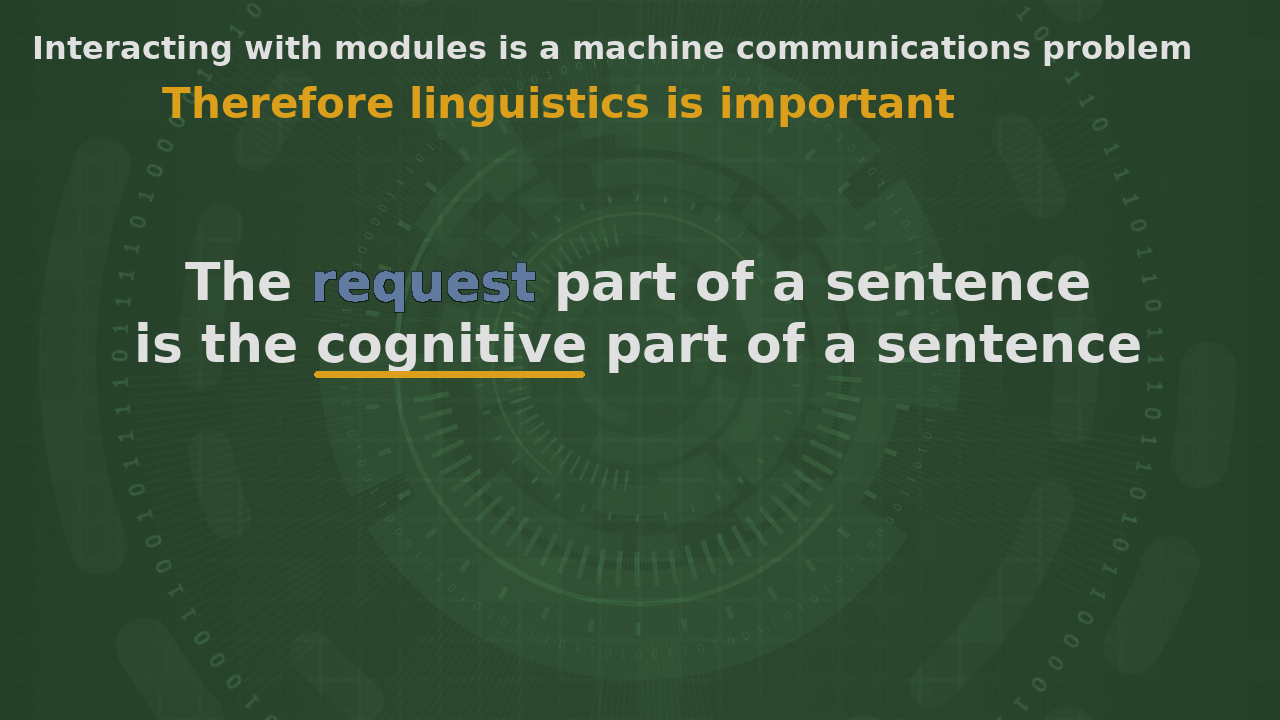 Interacting with modules is a machine communications problem
Therefore linguistics is important
The request part of a sentence
is the cognitive part of a sentence